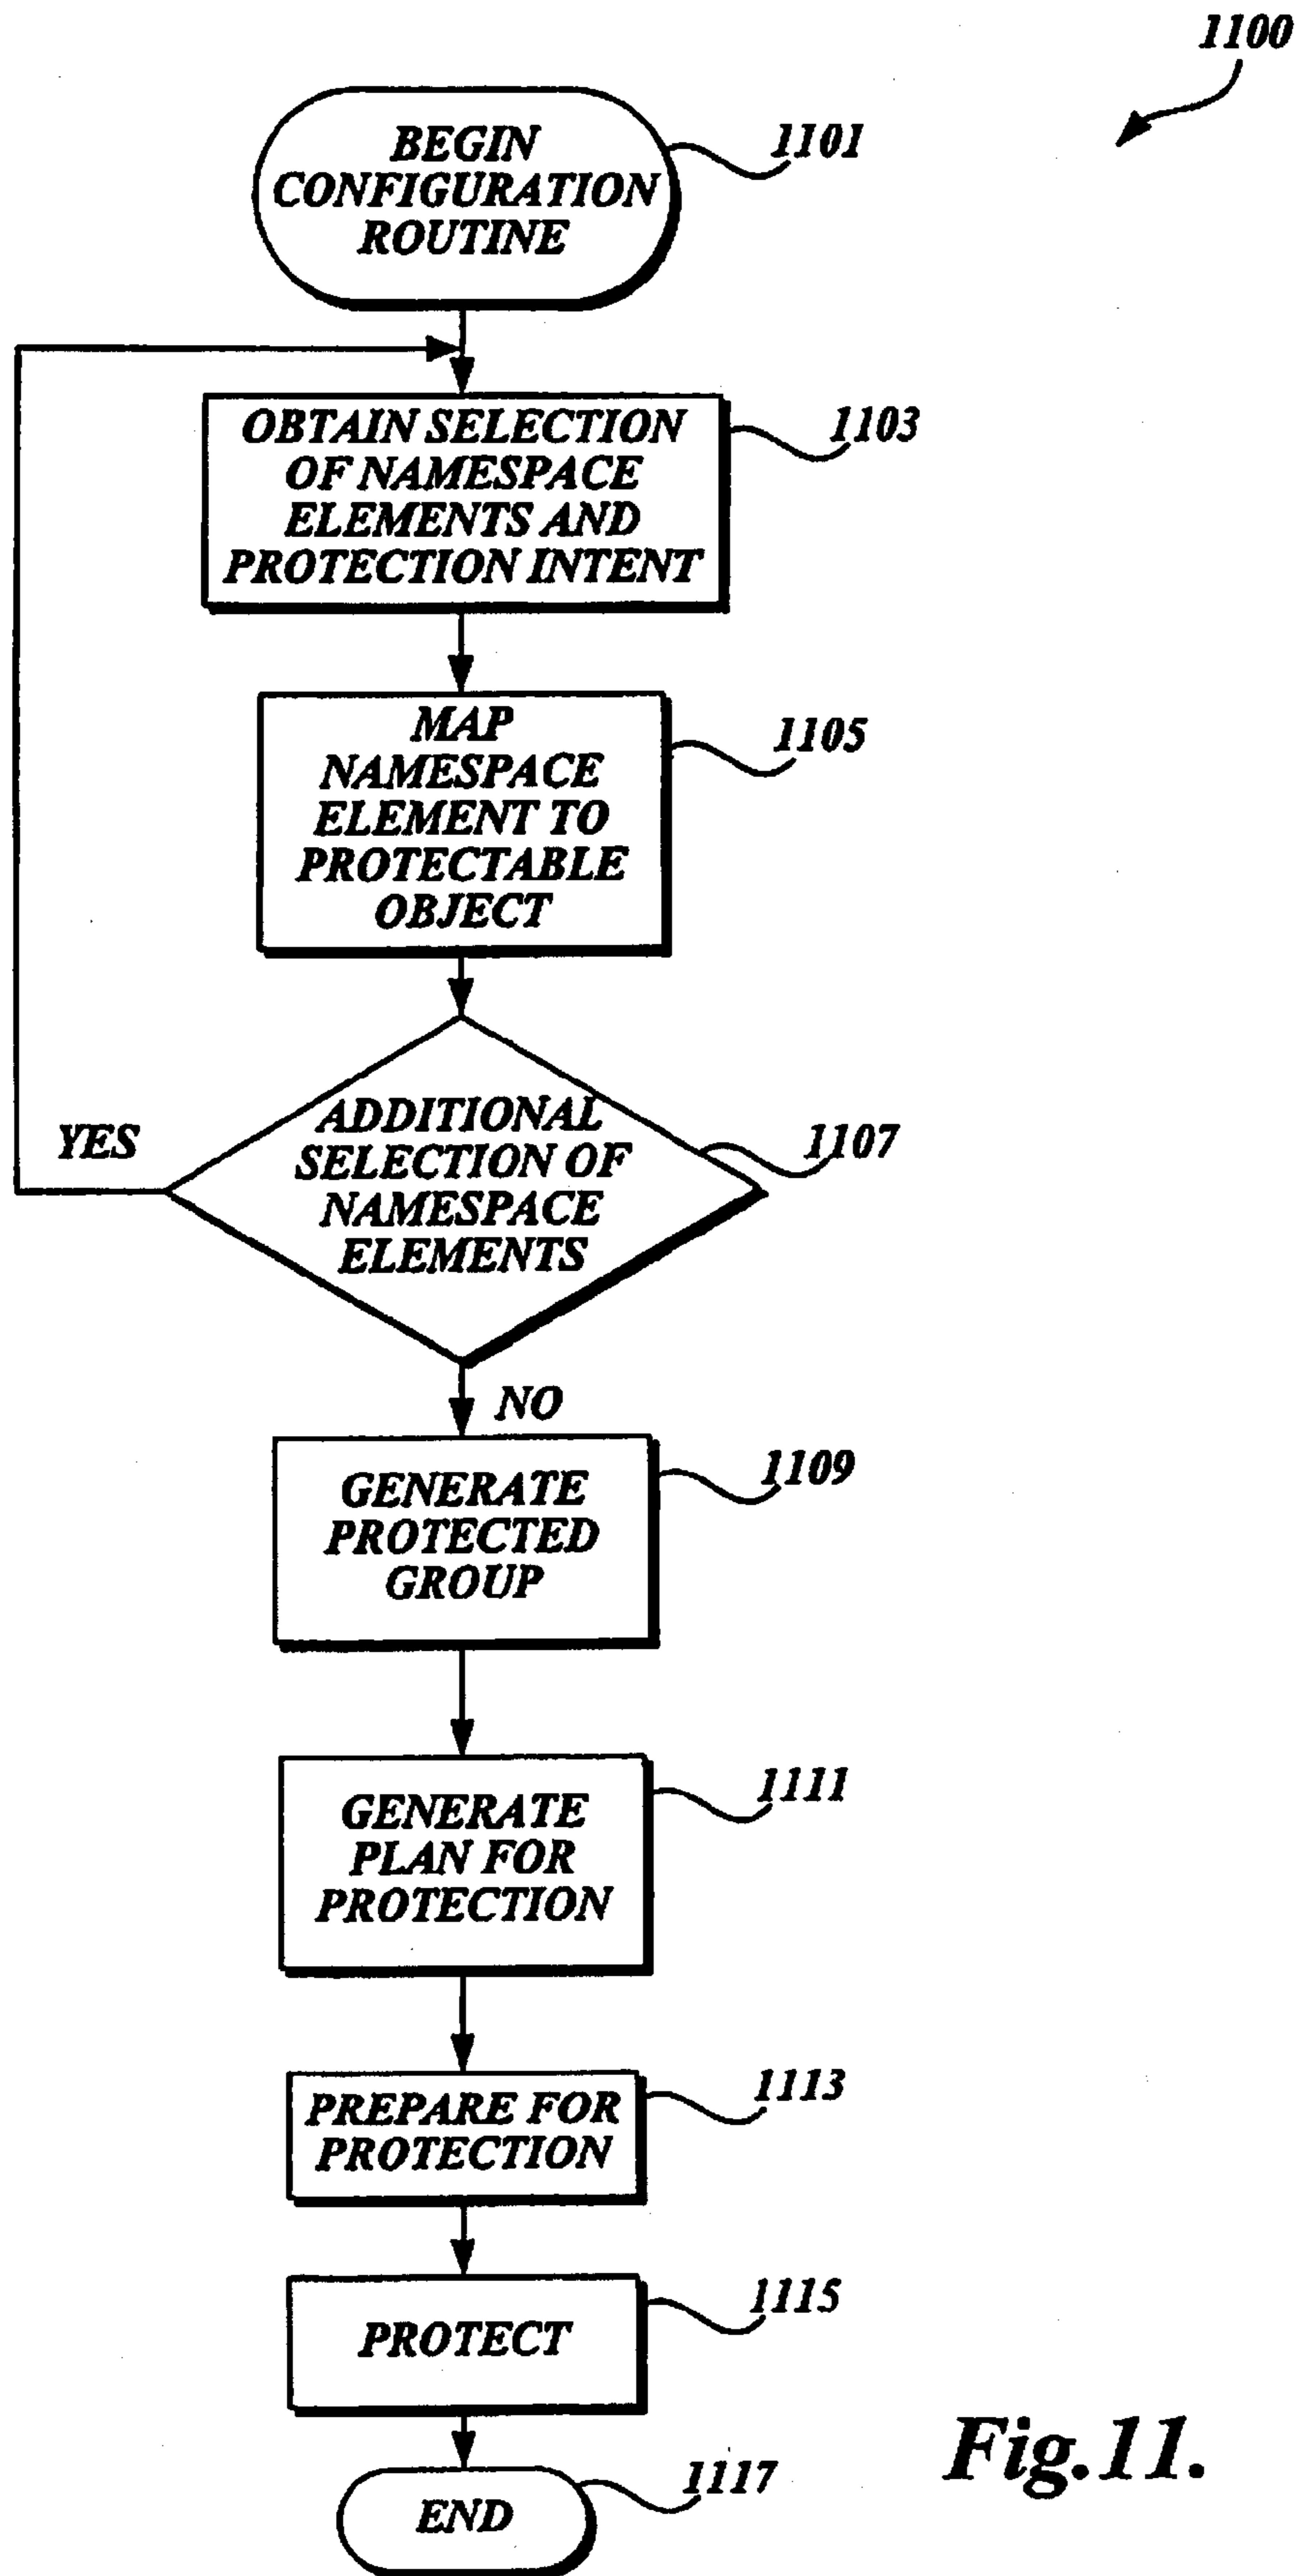 1100
BEGIN
CONFIGURATION
ROUTINE
1101
OBTAIN SELECTION
OF NAMESPACE
ELEMENTS AND
PROTECTION INTENT
1103
MAP
NAMESPACE
ELEMENT TO
PROTECTABLE
OBJECT
1105
ADDITIONAL
SELECTION OF
NAMESPACE
ELEMENTS
1107
YES
NO
GENERATE
PROTECTED
GROUP
1109
GENERATE
PLAN FOR
PROTECTION
1111
PREPARE FOR
PROTECTION
1113
PROTECT
1115
END
1117
Fig.11.